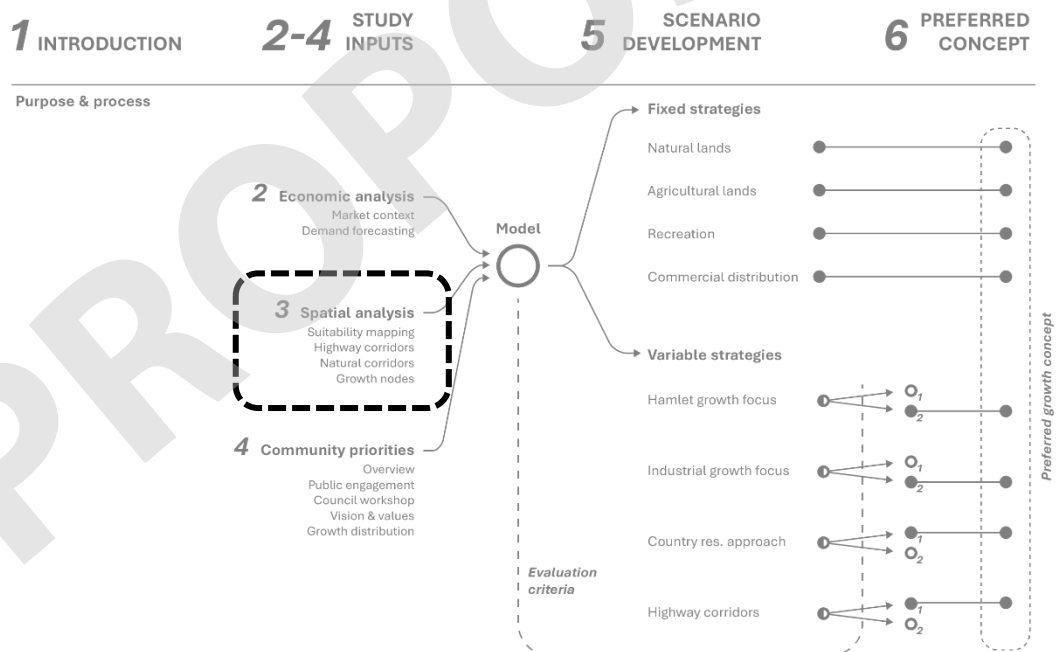 1 INTRODUCTION
2-4 STUDY INPUTS
5 SCENARIO DEVELOPMENT
6 PREFERRED CONCEPT
Purpose & process
2 Economic analysis
Market context
Demand forecasting
3 Spatial analysis
Suitability mapping
Highway corridors
Natural corridors
Growth nodes
4 Community priorities
Overview
Public engagement
Council workshop
Vision & values
Growth distribution
Model
Evaluation
criteria
Fixed strategies
Natural lands
Agricultural lands
Recreation
Commercial distribution
Variable strategies
Hamlet growth focus
1
2
Industrial growth focus
1
2
Country res. approach
1
2
Highway corridors
1
2
Preferred growth concept
PROPO